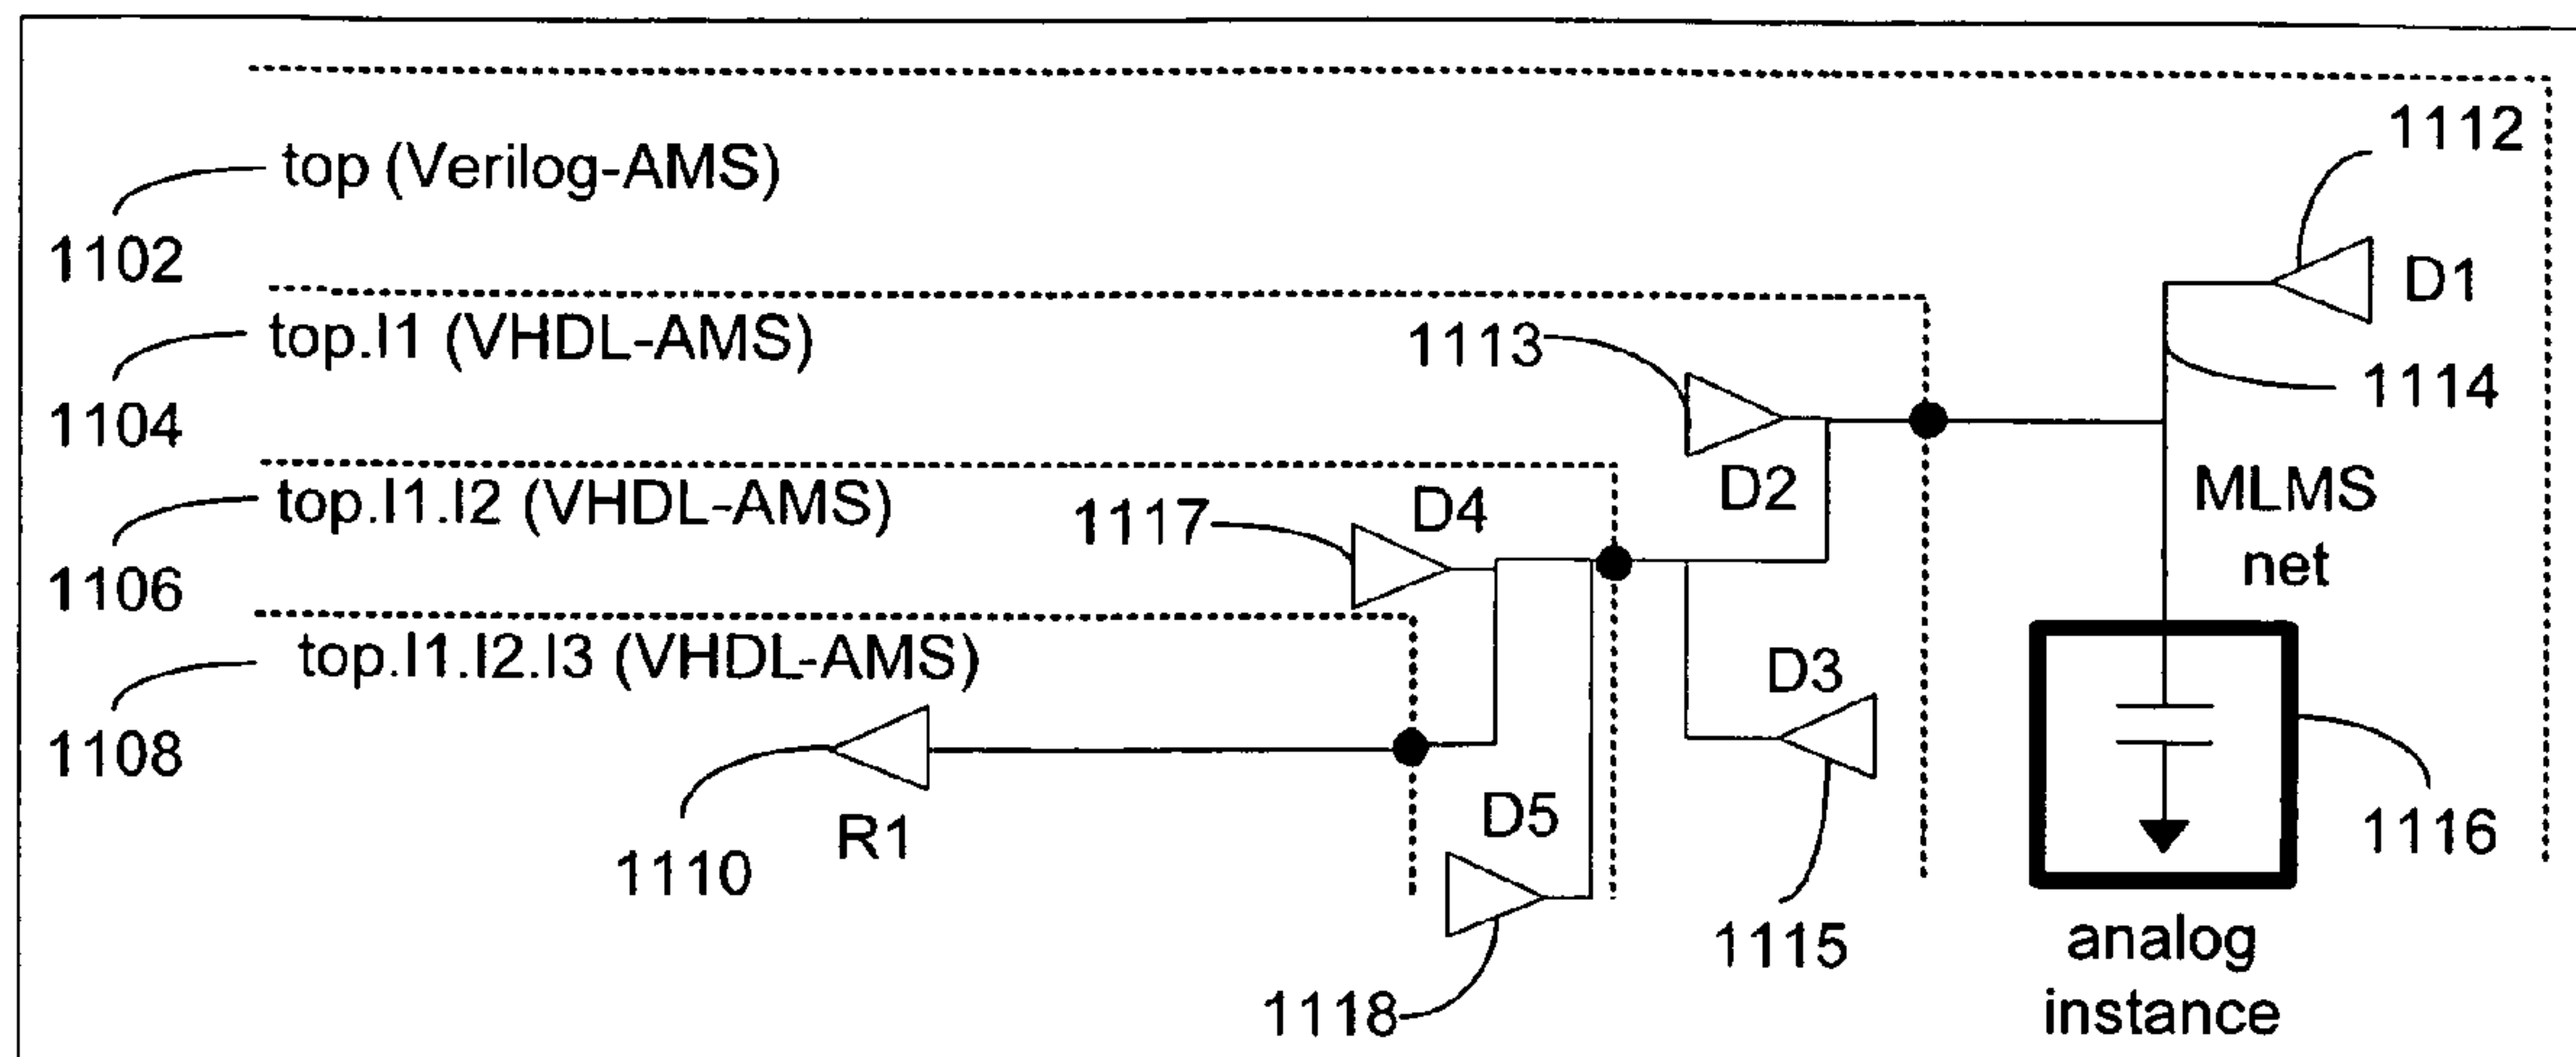 1112
top (Verilog-AMS)
1102
D1
top.I1 (VHDL-AMS)
1113
1114
1104
D2
MLMS
net
top.I1.I2 (VHDL-AMS)
1117
D4
1106
top.I1.I2.I3 (VHDL-AMS)
D3
1108
D5
R1
1110
1116
1115
analog
instance
1118